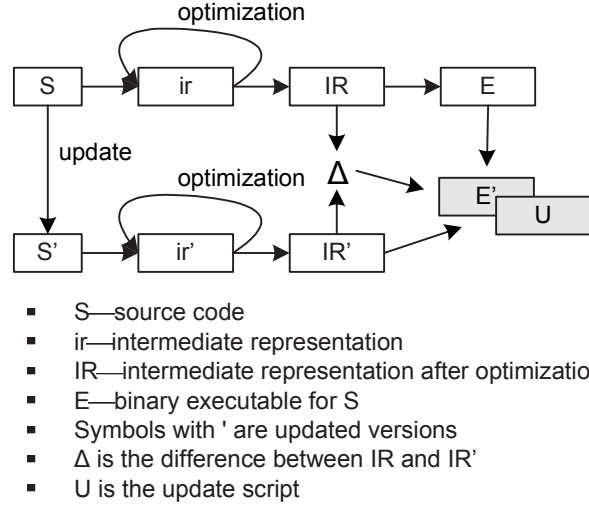 optimization
S
ir
IR
E
update
Δ
optimization
E'
U
S'
ir'
IR'
▪ S—source code
▪ ir—intermediate representation
▪ IR—intermediate representation after optimizatio
▪ E—binary executable for S
▪ Symbols with ' are updated versions
▪ Δ is the difference between IR and IR'
▪ U is the update script